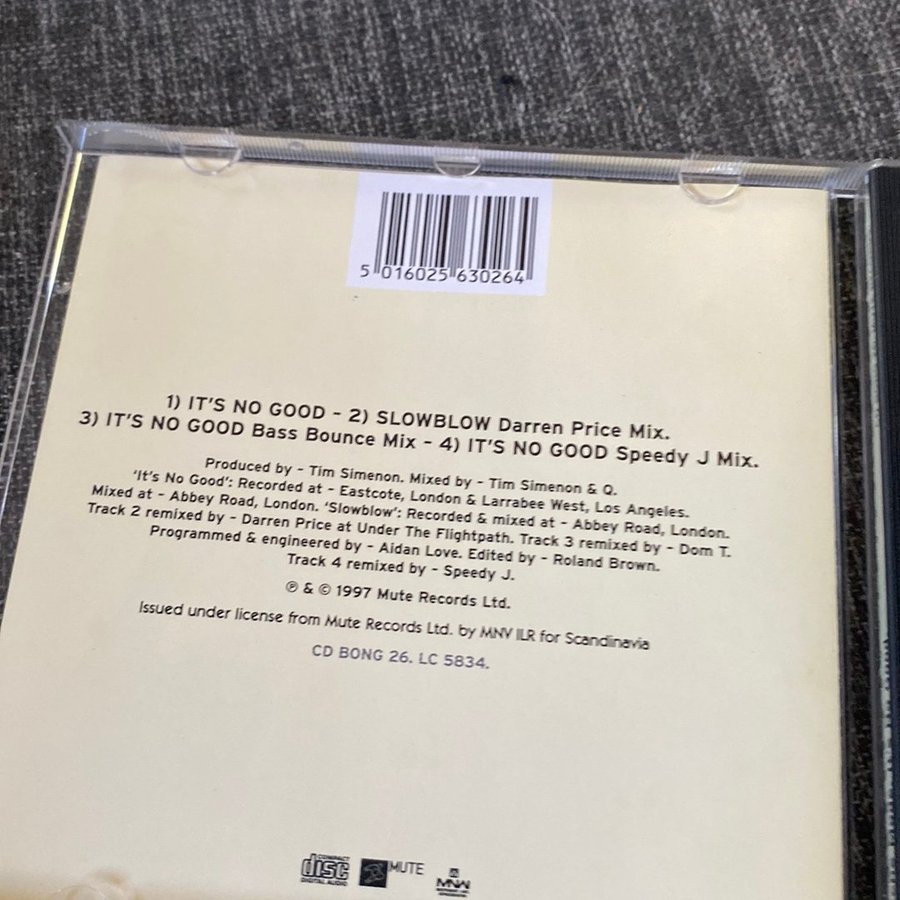 5 016025 630264
1) IT'S NO GOOD - 2) SLOWBLOW Darren Price Mix.
3) IT'S NO GOOD Bass Bounce Mix - 4) IT'S NO GOOD Speedy J Mix.
Produced by - Tim Simenon. Mixed by - Tim Simenon & Q.
'It's No Good': Recorded at - Eastcote, London & Larrabee West, Los Angeles.
Mixed at - Abbey Road, London. 'Slowblow': Recorded & mixed at - Abbey Road, London.
Track 2 remixed by - Darren Price at Under The Flightpath. Track 3 remixed by - Dom T.
Programmed & engineered by - Aidan Love. Edited by - Roland Brown.
Track 4 remixed by - Speedy J.
℗ & © 1997 Mute Records Ltd.
Issued under license from Mute Records Ltd. by MNV ILR for Scandinavia
CD BONG 26. LC 5834.
COMPACT
disc
DIGITAL AUDIO
MUTE
MNW